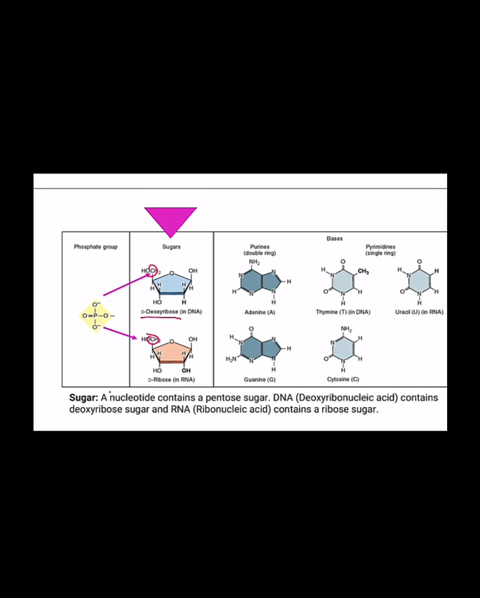 Bases
Phosphate group Sugars Purines Pyrimidines
(double ring) (single ring)
D-Deoxyribose (in DNA) Adenine (A) Thymine (T) (in DNA) Uracil (U) (in RNA)
D-Ribose (in RNA) Guanine (G) Cytosine (C)
Sugar: A nucleotide contains a pentose sugar. DNA (Deoxyribonucleic acid) contains
deoxyribose sugar and RNA (Ribonucleic acid) contains a ribose sugar.